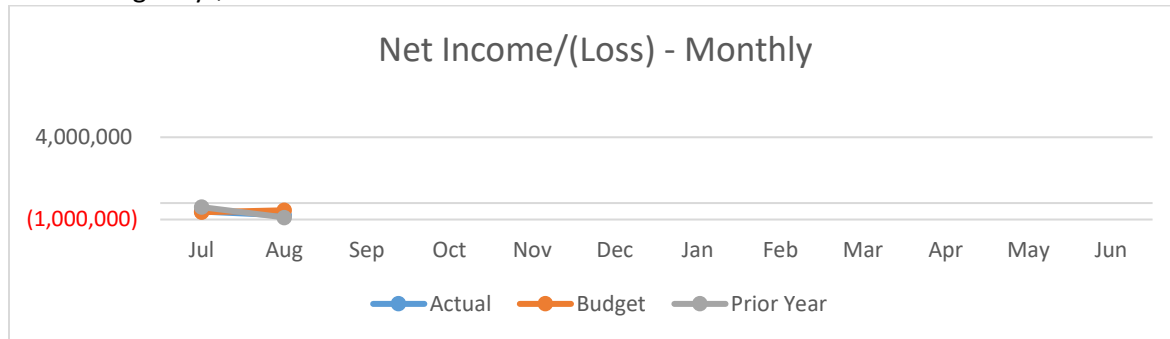 Net Income/(Loss) - Monthly
4,000,000
(1,000,000)
Jul Aug Sep Oct Nov Dec Jan Feb Mar Apr May Jun
Actual Budget Prior Year